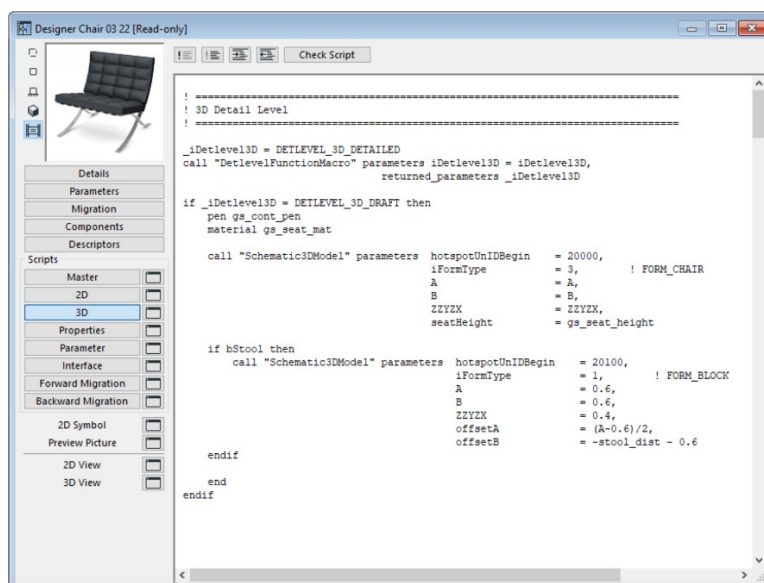 Designer Chair 03 22 [Read-only]
Check Script
Details
Parameters
Migration
Components
Descriptors
Scripts
Master
2D
3D
Properties
Parameter
Interface
Forward Migration
Backward Migration
2D Symbol
Preview Picture
2D View
3D View
! ==============================================================================
! 3D Detail Level
! ==============================================================================
_iDetlevel3D = DETLEVEL_3D_DETAILED
call "DetlevelFunctionMacro" parameters iDetlevel3D = iDetlevel3D,
returned_parameters _iDetlevel3D
if _iDetlevel3D = DETLEVEL_3D_DRAFT then
pen gs_cont_pen
material gs_seat_mat
call "Schematic3DModel" parameters hotspotUnIDBegin = 20000,
iFormType = 3, ! FORM_CHAIR
A = A,
B = B,
ZZYZX = ZZYZX,
seatHeight = gs_seat_height
if bStool then
call "Schematic3DModel" parameters hotspotUnIDBegin = 20100,
iFormType = 1, ! FORM_BLOCK
A = 0.6,
B = 0.6,
ZZYZX = 0.4,
offsetA = (A-0.6)/2,
offsetB = -stool_dist - 0.6
endif
end
endif